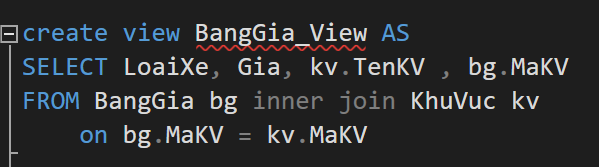 create view BangGia_View AS
SELECT LoaiXe, Gia, kv.TenKV , bg.MaKV
FROM BangGia bg inner join KhuVuc kv
    on bg.MaKV = kv.MaKV